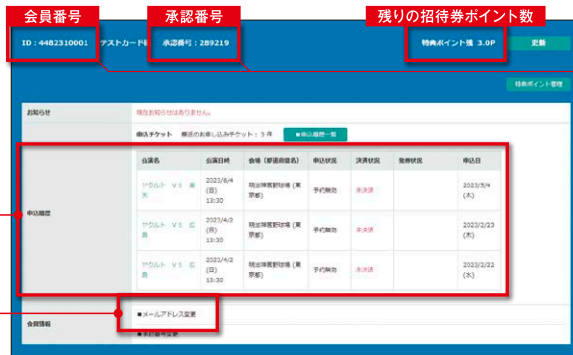 会員番号 承認番号 残りの招待券ポイント数
ID：4482310001 テストカード 承認番号：289219 特典ポイント残 3.0P 更新
特典ポイント管理
お知らせ 現在お知らせはありません。
申込チケット 最近のお申し込みチケット：3 件 ■申込履歴一覧
申込履歴
公演名 公演日時 会場（都道府県名） 申込状況 決済状況 発券状況 申込日
ヤクルト VS 楽天 2023/6/4 (日) 13:30 明治神宮野球場 (東京都) 予約無効 未決済 2023/5/4 (木)
ヤクルト VS 広島 2023/4/2 (日) 13:30 明治神宮野球場 (東京都) 予約無効 未決済 2023/2/23 (木)
ヤクルト VS 広島 2023/4/2 (日) 13:30 明治神宮野球場 (東京都) 予約無効 未決済 2023/2/22
会員情報
■メールアドレス変更
■承認番号変更